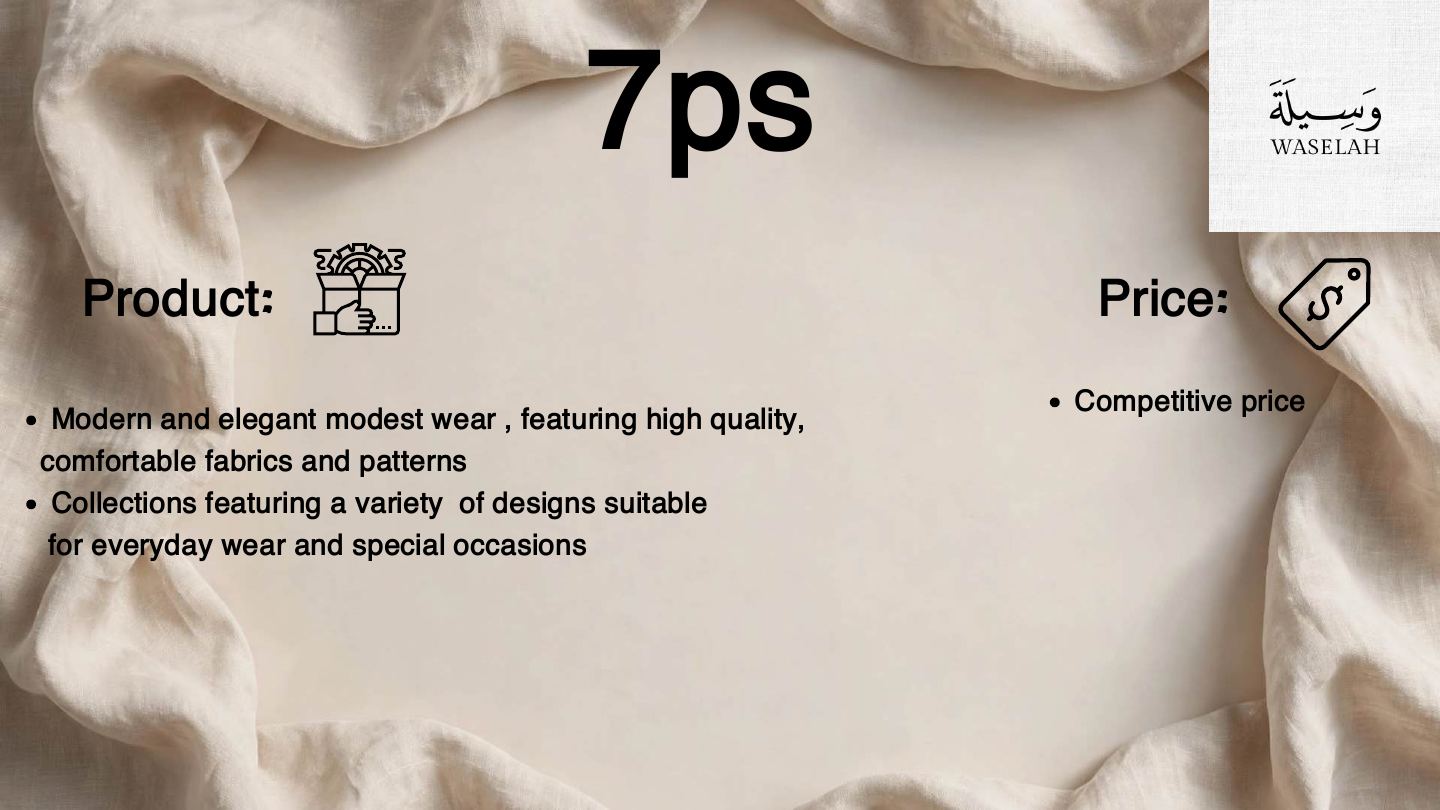 7ps
وَسِيلَةَ
WASELAH
Product:
Modern and elegant modest wear , featuring high quality,
comfortable fabrics and patterns
Collections featuring a variety  of designs suitable
for everyday wear and special occasions
Price:
$
Competitive price